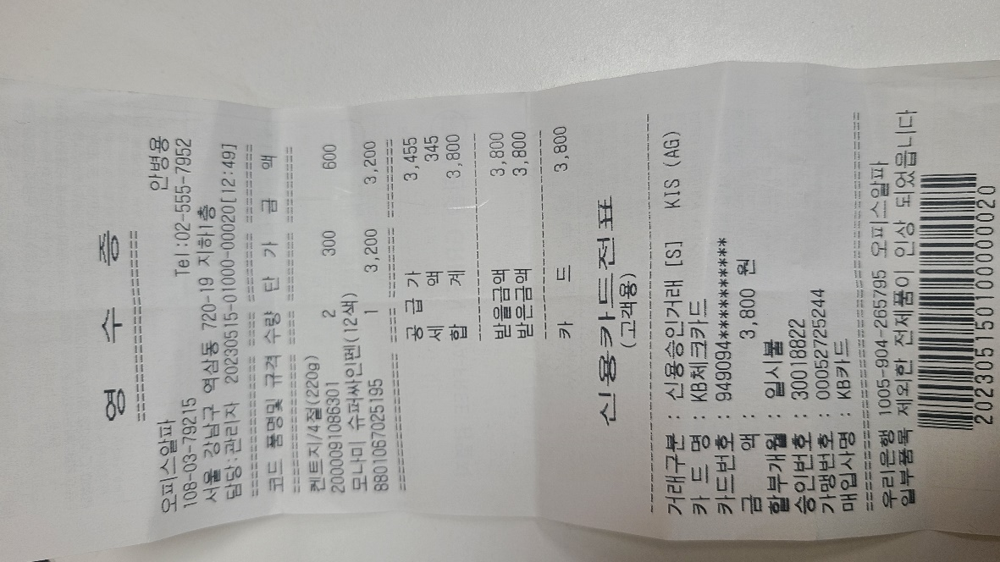 영 수 증
==============================
오피스알파 안병용
108-03-79215 Tel:02-555-7952
서울 강남구 역삼동 720-19 지하1층
담당:관리자 20230515-01000-00020[12:49]
==========================================
코드 품명및 규격 수량 단 가 금 액
==========================================
켄트지/4절(220g)
2000091086301 2 300 600
모나미 슈퍼싸인펜(12색)
8801067025195 1 3,200 3,200
==========================================
공 급 가 3,455
세 액 345
합 계 3,800
------------------------------
받을금액 3,800
받은금액 3,800
------------------------------
카 드 3,800
신용카드전표
(고객용)
------------------------------------------
거래구분 : 신용승인거래 [S] KIS (AG)
카 드 명 : KB체크카드
카드번호 : 949094**********
금 액 : 3,800 원
할부개월 : 일시불
승인번호 : 30018822
가맹번호 : 00052725244
매입사명 : KB카드
==========================================
우리은행 1005-904-265795 오피스알파
일부품목 제외한 전제품이 인상 되었읍니다
20230515010000000020